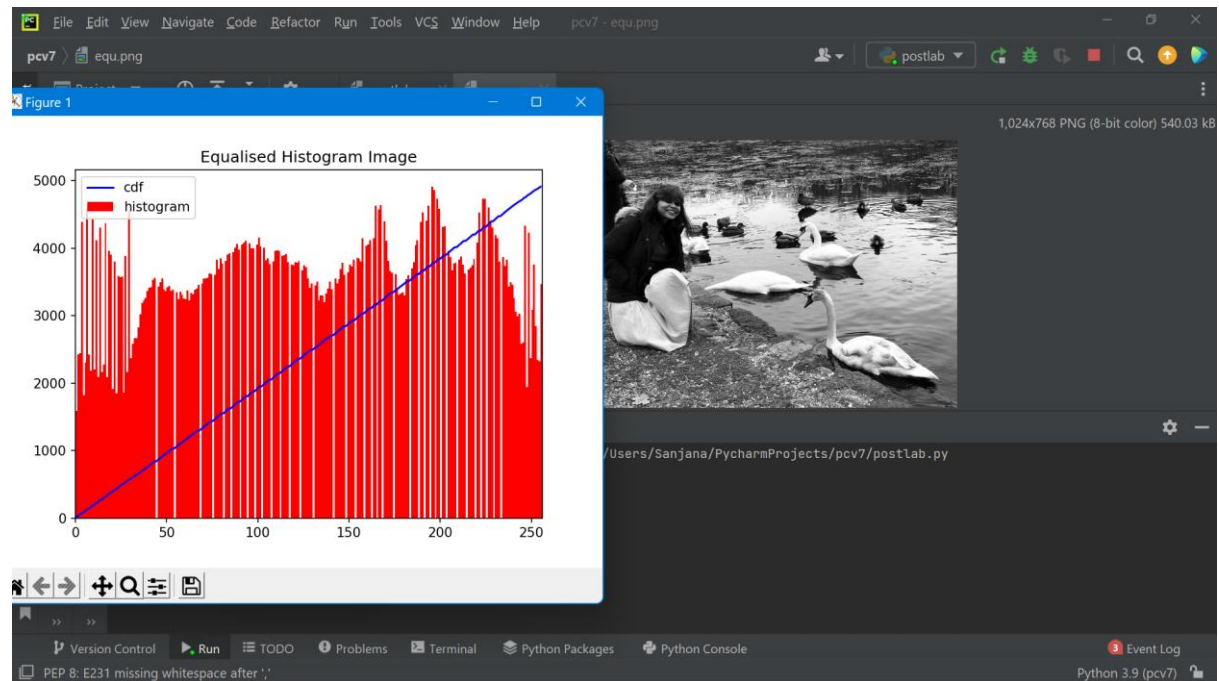 File Edit View Navigate Code Refactor Run Tools VCS Window Help pcv7 - equ.png
pcv7 equ.png postlab
Project
Figure 1
1,024x768 PNG (8-bit color) 540.03 kB
Equalised Histogram Image
cdf
histogram
5000
4000
3000
2000
1000
0
0 50 100 150 200 250
/Users/Sanjana/PycharmProjects/pcv7/postlab.py
Version Control Run TODO Problems Terminal Python Packages Python Console 3 Event Log
PEP 8: E231 missing whitespace after ',' Python 3.9 (pcv7)